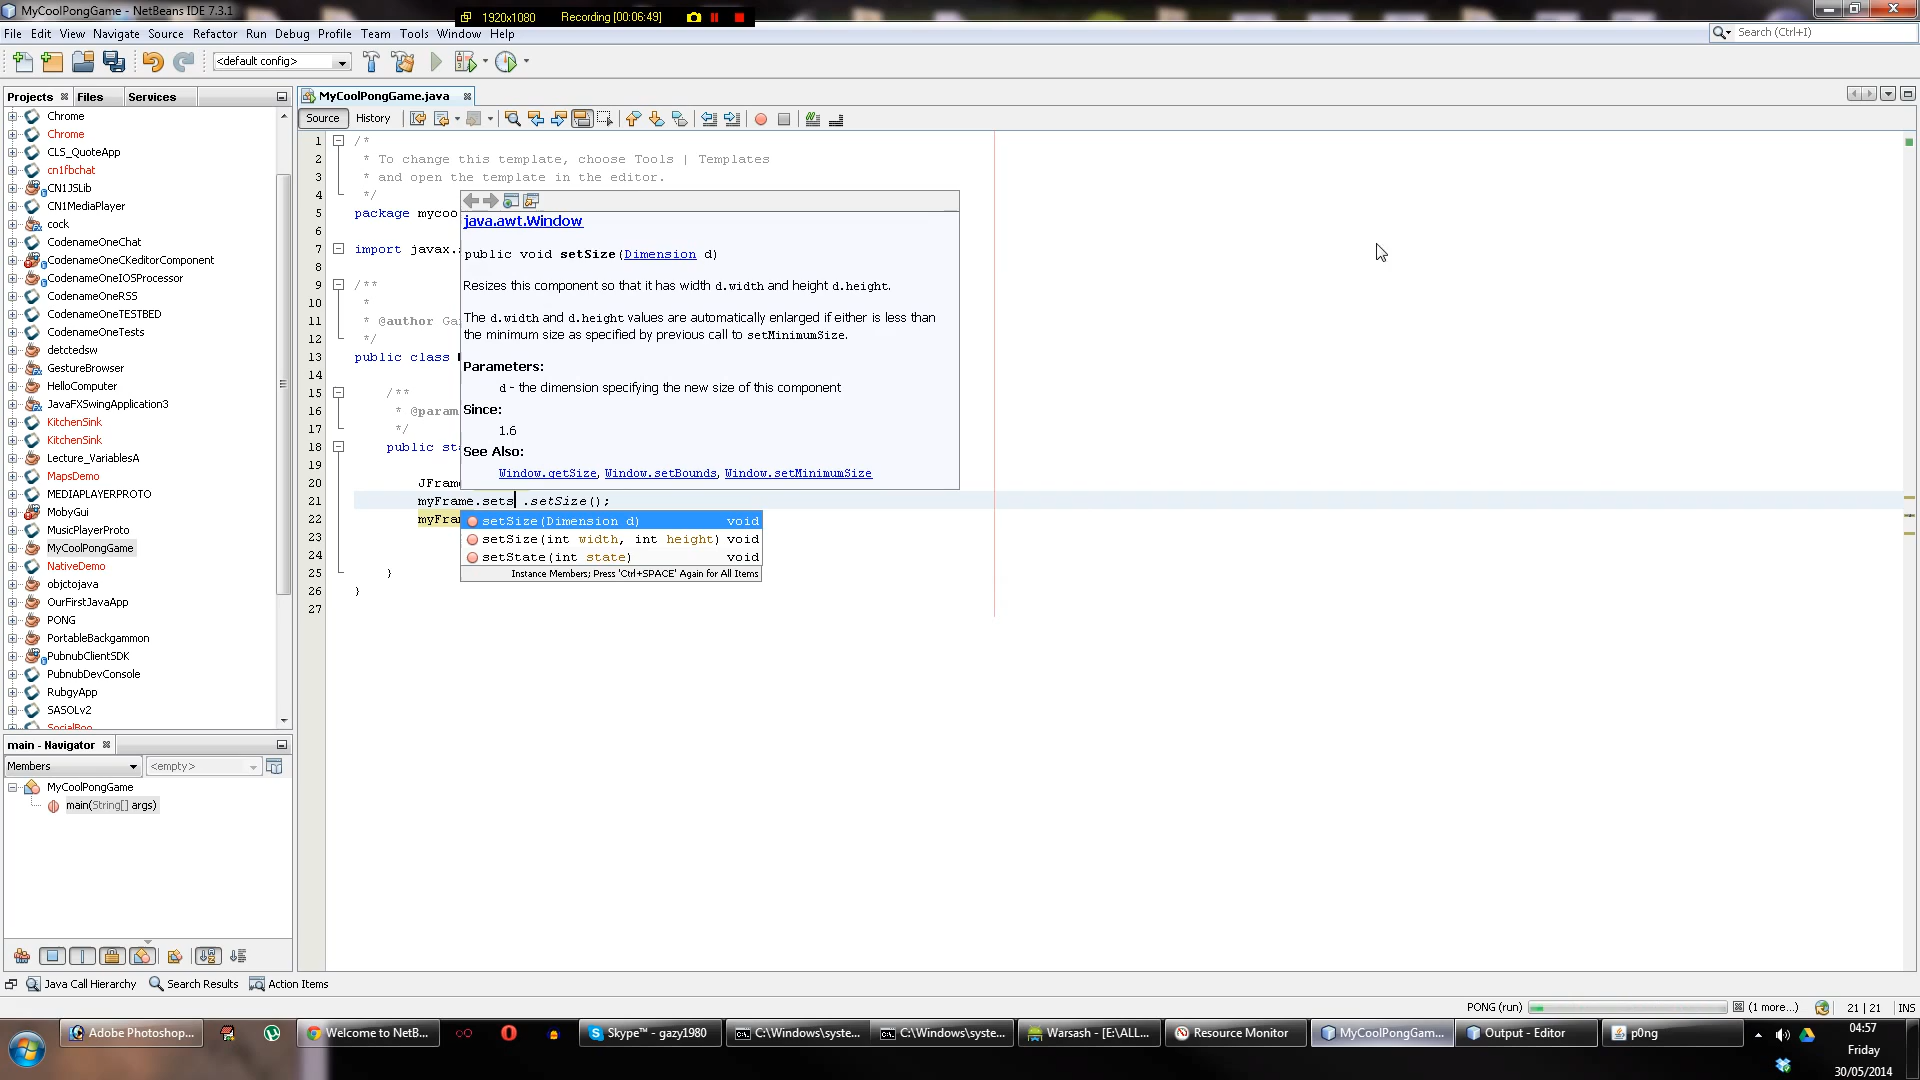 MyCoolPongGame - NetBeans IDE 7.3.1
1920x1080 Recording [00:06:49]
File Edit View Navigate Source Refactor Run Debug Profile Team Tools Window Help
Search (Ctrl+I)
<default config>
Projects Files Services
MyCoolPongGame.java
Source History
Chrome
Chrome
CLS_QuoteApp
cn1fbchat
CN1JSLib
CN1MediaPlayer
cock
CodenameOneChat
CodenameOneCKeditorComponent
CodenameOneIOSProcessor
CodenameOneRSS
CodenameOneTESTBED
CodenameOneTests
detctedsw
GestureBrowser
HelloComputer
JavaFXSwingApplication3
KitchenSink
KitchenSink
Lecture_VariablesA
MapsDemo
MEDIAPLAYERPROTO
MobyGui
MusicPlayerProto
MyCoolPongGame
NativeDemo
objctojava
OurFirstJavaApp
PONG
PortableBackgammon
PubnubClientSDK
PubnubDevConsole
RubgyApp
SASOLv2
SocialBoo
1 /*
2 * To change this template, choose Tools | Templates
3 * and open the template in the editor.
4 */
5 package mycoo
6
7 import javax.
8
9 /**
10 *
11 * @author Ga
12 */
13 public class
14
15 /**
16 * @param
17 */
18 public sta
19
20 JFrame
21 myFrame.sets .setSize();
22 myFra
23
24
25 }
26 }
27
java.awt.Window
public void setSize(Dimension d)
Resizes this component so that it has width d.width and height d.height.
The d.width and d.height values are automatically enlarged if either is less than
the minimum size as specified by previous call to setMinimumSize.
Parameters:
d - the dimension specifying the new size of this component
Since:
1.6
See Also:
Window.getSize, Window.setBounds, Window.setMinimumSize
setSize(Dimension d) void
setSize(int width, int height) void
setState(int state) void
Instance Members; Press 'Ctrl+SPACE' Again for All Items
main - Navigator
Members <empty>
MyCoolPongGame
main(String[] args)
Java Call Hierarchy Search Results Action Items
PONG (run) (1 more...) 21 | 21 INS
Adobe Photoshop... Welcome to NetB... Skype™ - gazy1980 C:\Windows\syste... C:\Windows\syste... Warsash - [E:\ALL... Resource Monitor MyCoolPongGam... Output - Editor p0ng
04:57
Friday
30/05/2014